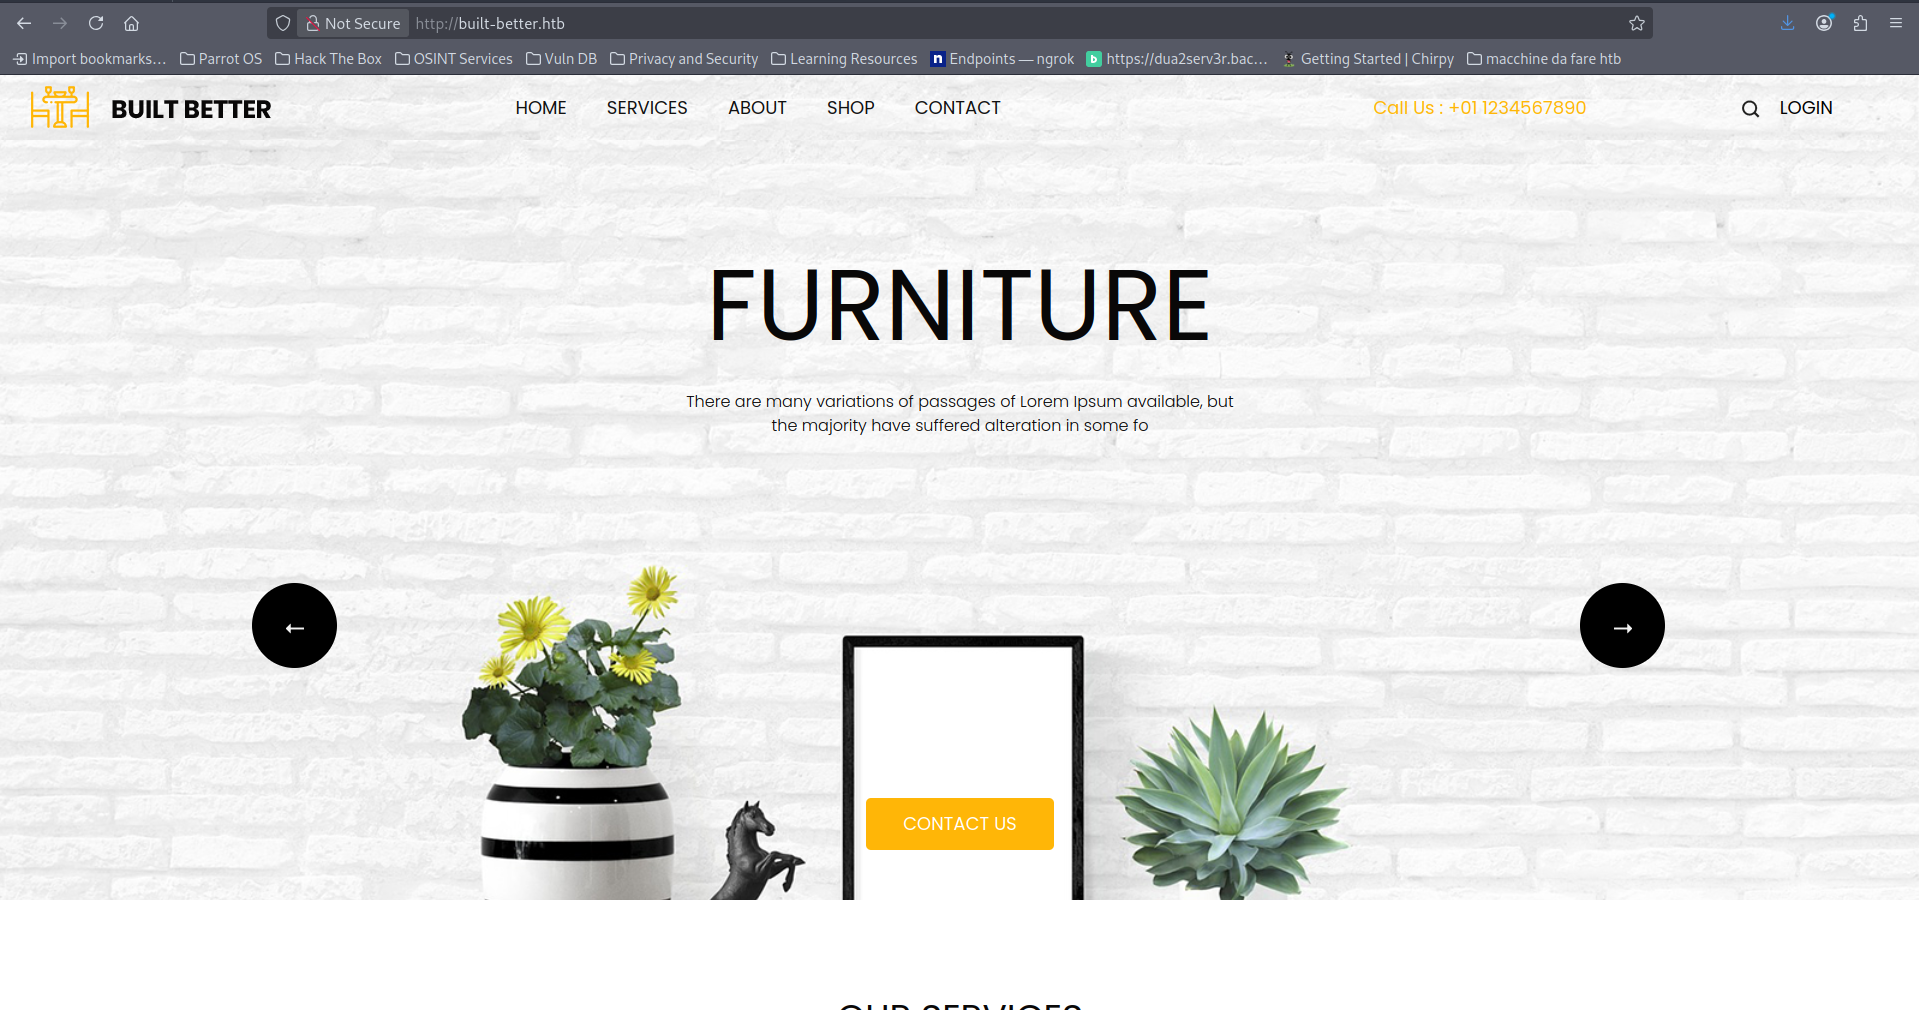 Not Secure http://built-better.htb
Import bookmarks... Parrot OS Hack The Box OSINT Services Vuln DB Privacy and Security Learning Resources n Endpoints — ngrok b https://dua2serv3r.bac... Getting Started | Chirpy macchine da fare htb
BUILT BETTER HOME SERVICES ABOUT SHOP CONTACT Call Us : +01 1234567890 LOGIN
FURNITURE
There are many variations of passages of Lorem Ipsum available, but
the majority have suffered alteration in some fo
CONTACT US
OUR SERVICES